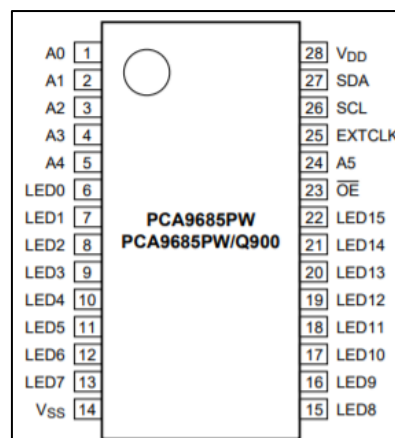 A0 1 28 VDD
A1 2 27 SDA
A2 3 26 SCL
A3 4 25 EXTCLK
A4 5 24 A5
LED0 6 23 O̅E̅
LED1 7 PCA9685PW 22 LED15
LED2 8 PCA9685PW/Q900 21 LED14
LED3 9 20 LED13
LED4 10 19 LED12
LED5 11 18 LED11
LED6 12 17 LED10
LED7 13 16 LED9
VSS 14 15 LED8